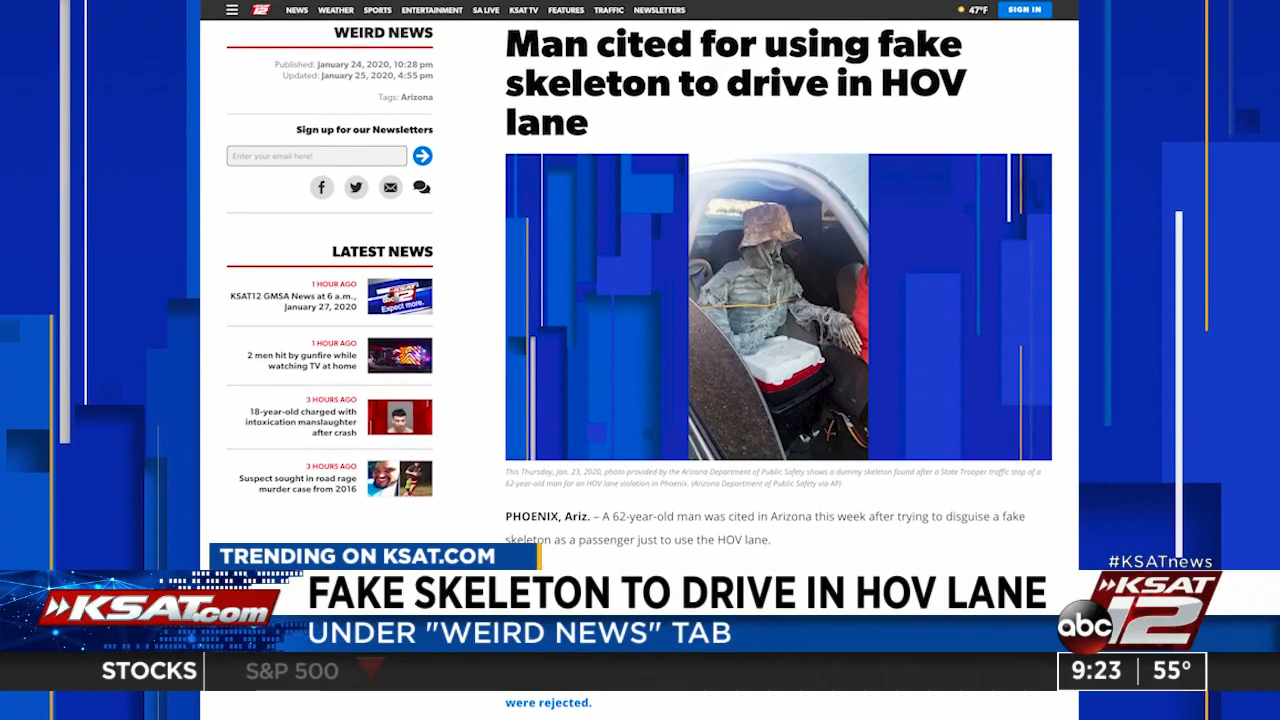 NEWS WEATHER SPORTS ENTERTAINMENT SA LIVE KSAT TV FEATURES TRAFFIC NEWSLETTERS
47°F
SIGN IN
WEIRD NEWS
Published: January 24, 2020, 10:28 pm
Updated: January 25, 2020, 4:55 pm
Tags: Arizona
Sign up for our Newsletters
Enter your email here!
LATEST NEWS
1 HOUR AGO
KSAT12 GMSA News at 6 a.m.,
January 27, 2020
KSAT
12
Expect more.
1 HOUR AGO
2 men hit by gunfire while
watching TV at home
3 HOURS AGO
18-year-old charged with
intoxication manslaughter
after crash
3 HOURS AGO
Suspect sought in road rage
murder case from 2016
Man cited for using fake
skeleton to drive in HOV
lane
This Thursday, Jan. 23, 2020, photo provided by the Arizona Department of Public Safety shows a dummy skeleton found after a State Trooper traffic stop of a
62-year-old man for an HOV lane violation in Phoenix. (Arizona Department of Public Safety via AP)
PHOENIX, Ariz. – A 62-year-old man was cited in Arizona this week after trying to disguise a fake
skeleton as a passenger just to use the HOV lane.
TRENDING ON KSAT.COM
#KSATnews
KSAT.com
FAKE SKELETON TO DRIVE IN HOV LANE
UNDER "WEIRD NEWS" TAB
KSAT
abc 12
STOCKS
S&P 500
9:23
55°
were rejected.